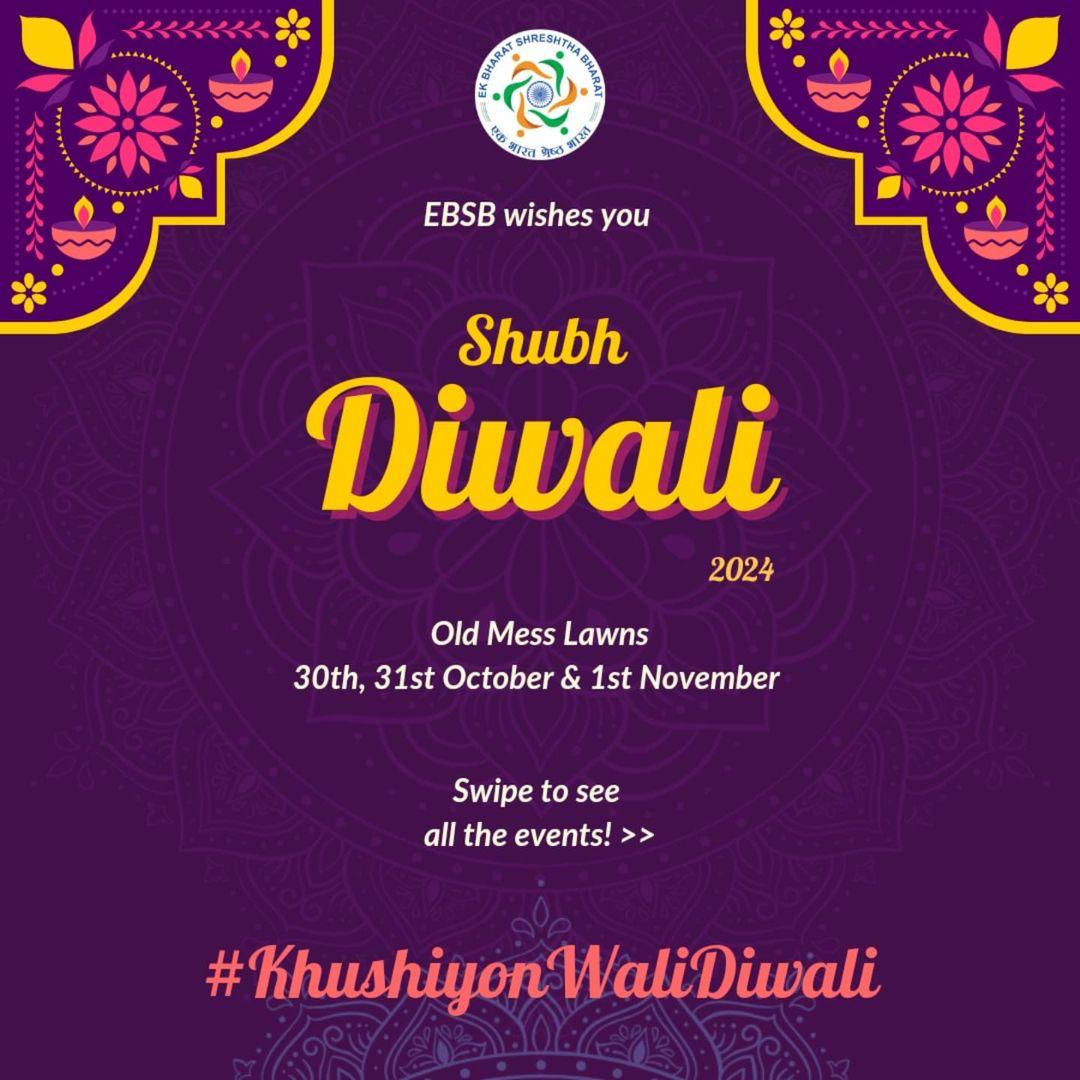 EK BHARAT SHRESHTHA BHARAT
एक भारत श्रेष्ठ भारत
EBSB wishes you
Shubh
Diwali
2024
Old Mess Lawns
30th, 31st October & 1st November
Swipe to see
all the events! >>
#KhushiyonWaliDiwali